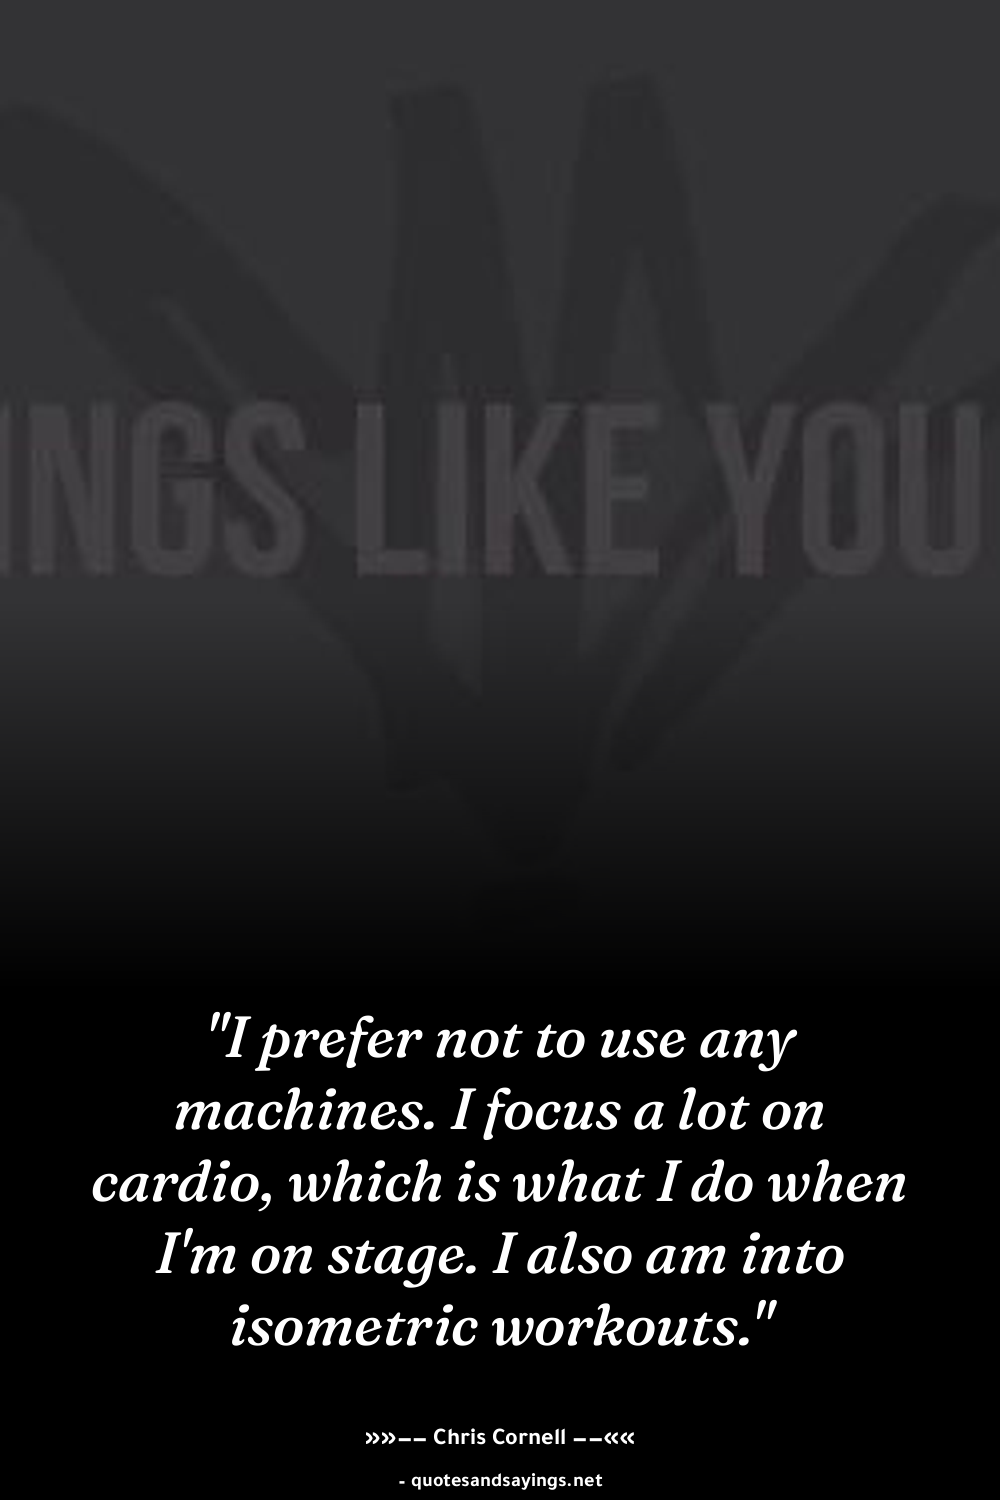 INGS LIKE YOU
"I prefer not to use any
machines. I focus a lot on
cardio, which is what I do when
I'm on stage. I also am into
isometric workouts."
»»–– Chris Cornell ––««
- quotesandsayings.net